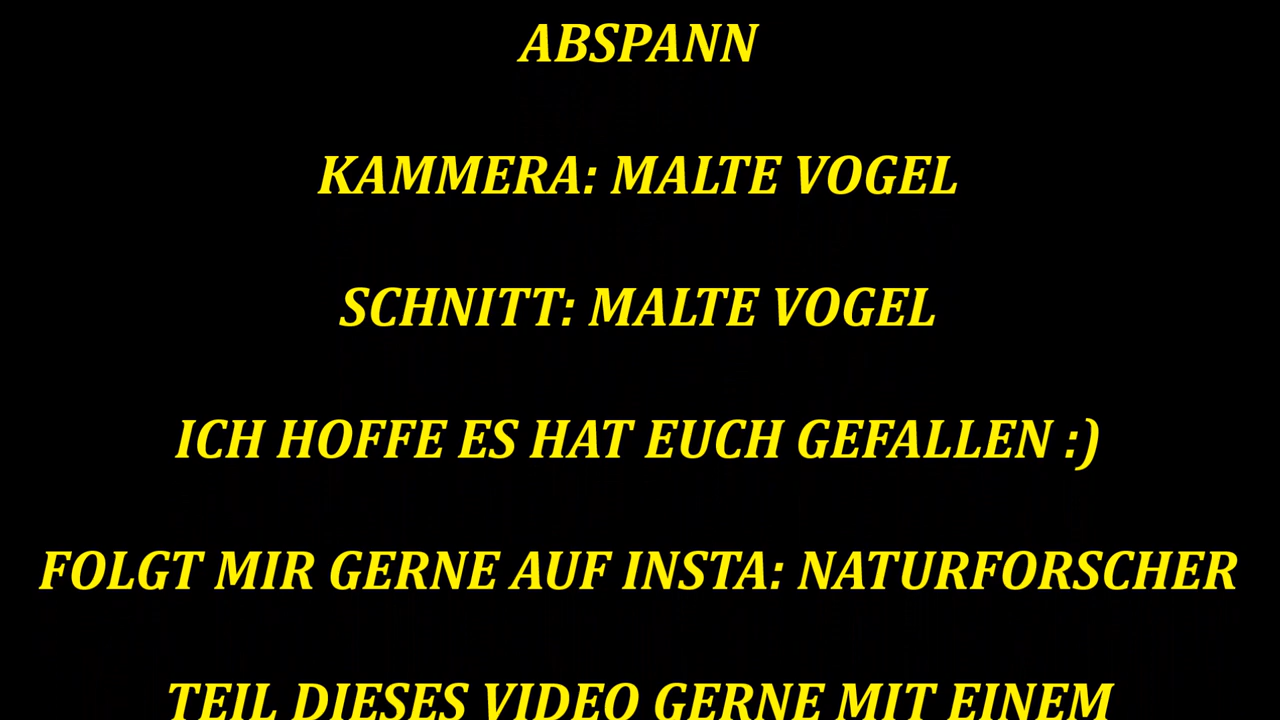 ABSPANN
KAMMERA: MALTE VOGEL
SCHNITT: MALTE VOGEL
ICH HOFFE ES HAT EUCH GEFALLEN :)
FOLGT MIR GERNE AUF INSTA: NATURFORSCHER
TEIL DIESES VIDEO GERNE MIT EINEM